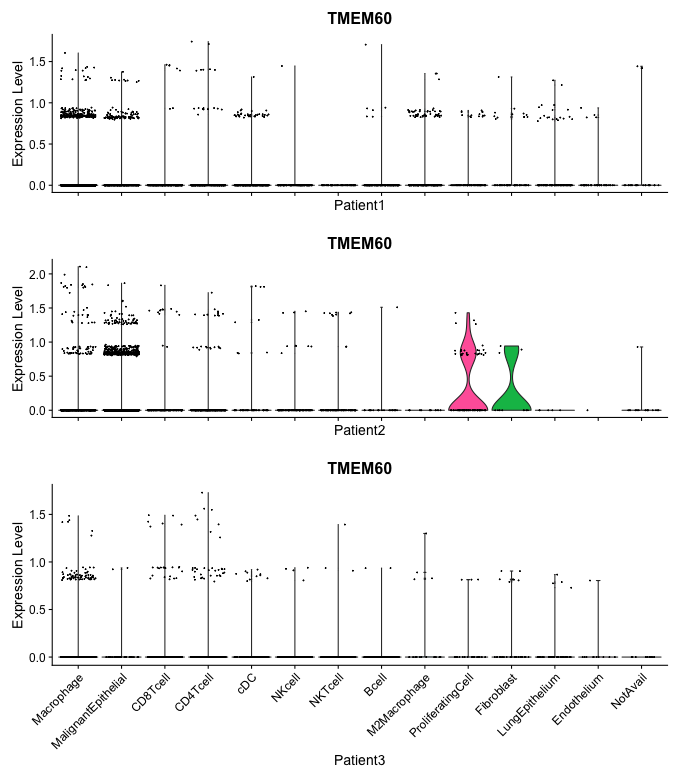 TMEM60
Expression Level
1.5
1.0
0.5
0.0
Patient1
TMEM60
Expression Level
2.0
1.5
1.0
0.5
0.0
Patient2
TMEM60
Expression Level
1.5
1.0
0.5
0.0
Macrophage
MalignantEpithelial
CD8Tcell
CD4Tcell
cDC
NKcell
NKTcell
Bcell
M2Macrophage
ProliferatingCell
Fibroblast
LungEpithelium
Endothelium
NotAvail
Patient3